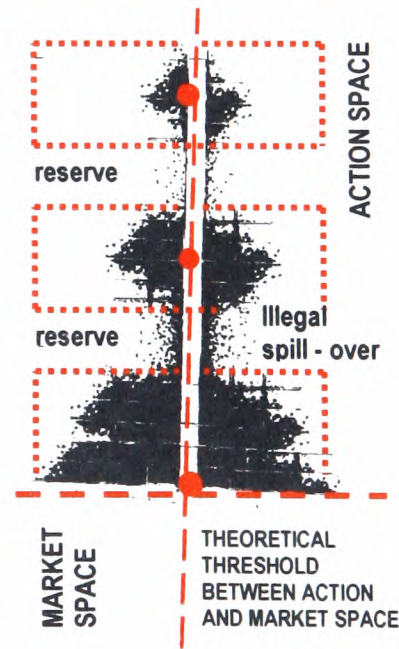 ACTION SPACE
reserve
Illegal
spill - over
reserve
MARKET
SPACE
THEORETICAL
THRESHOLD
BETWEEN ACTION
AND MARKET SPACE